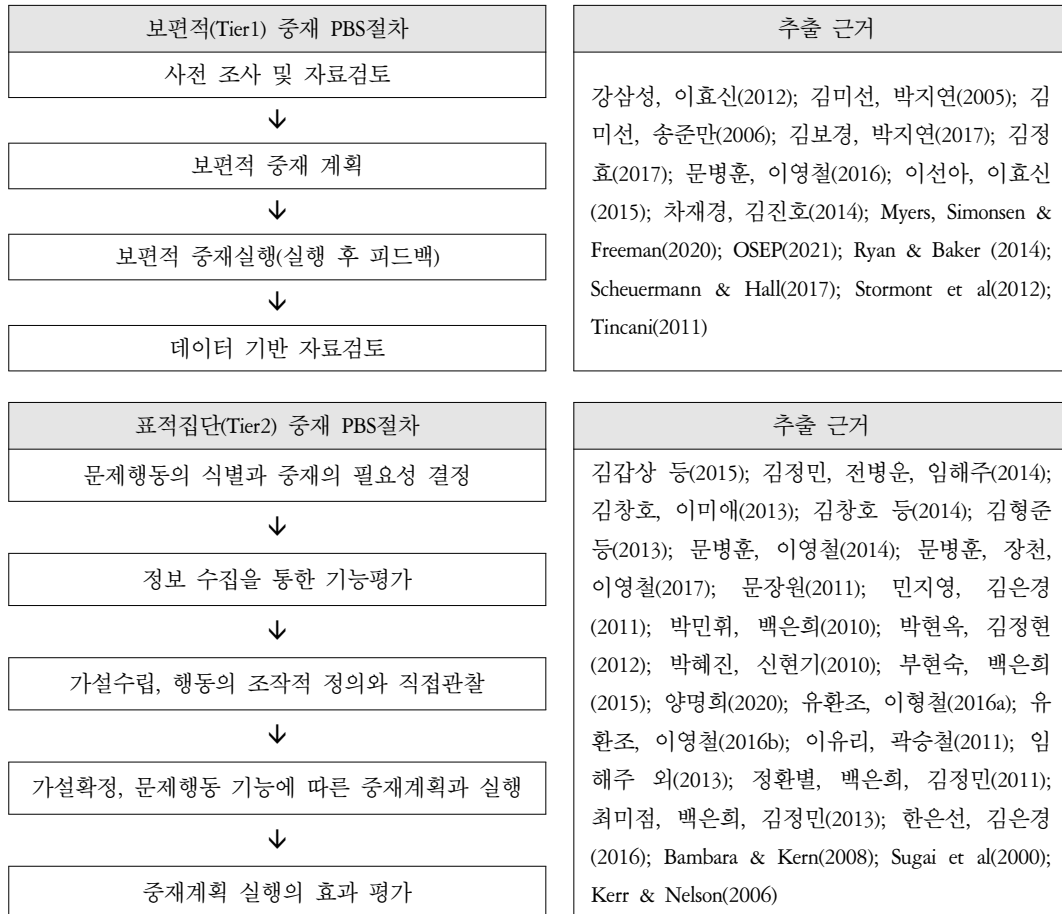 보편적(Tier1) 중재 PBS절차
사전 조사 및 자료검토
↓
보편적 중재 계획
↓
보편적 중재실행(실행 후 피드백)
↓
데이터 기반 자료검토
추출 근거
강삼성, 이효신(2012); 김미선, 박지연(2005); 김
미선, 송준만(2006); 김보경, 박지연(2017); 김정
효(2017); 문병훈, 이영철(2016); 이선아, 이효신
(2015); 차재경, 김진호(2014); Myers, Simonsen &
Freeman(2020); OSEP(2021); Ryan & Baker (2014);
Scheuermann & Hall(2017); Stormont et al(2012);
Tincani(2011)
표적집단(Tier2) 중재 PBS절차
문제행동의 식별과 중재의 필요성 결정
↓
정보 수집을 통한 기능평가
↓
가설수립, 행동의 조작적 정의와 직접관찰
↓
가설확정, 문제행동 기능에 따른 중재계획과 실행
↓
중재계획 실행의 효과 평가
추출 근거
김갑상 등(2015); 김정민, 전병운, 임해주(2014);
김창호, 이미애(2013); 김창호 등(2014); 김형준
등(2013); 문병훈, 이영철(2014); 문병훈, 장천,
이영철(2017); 문장원(2011); 민지영, 김은경
(2011); 박민휘, 백은희(2010); 박현옥, 김정현
(2012); 박혜진, 신현기(2010); 부현숙, 백은희
(2015); 양명희(2020); 유환조, 이형철(2016a); 유
환조, 이영철(2016b); 이유리, 곽승철(2011); 임
해주 외(2013); 정환별, 백은희, 김정민(2011);
최미점, 백은희, 김정민(2013); 한은선, 김은경
(2016); Bambara & Kern(2008); Sugai et al(2000);
Kerr & Nelson(2006)